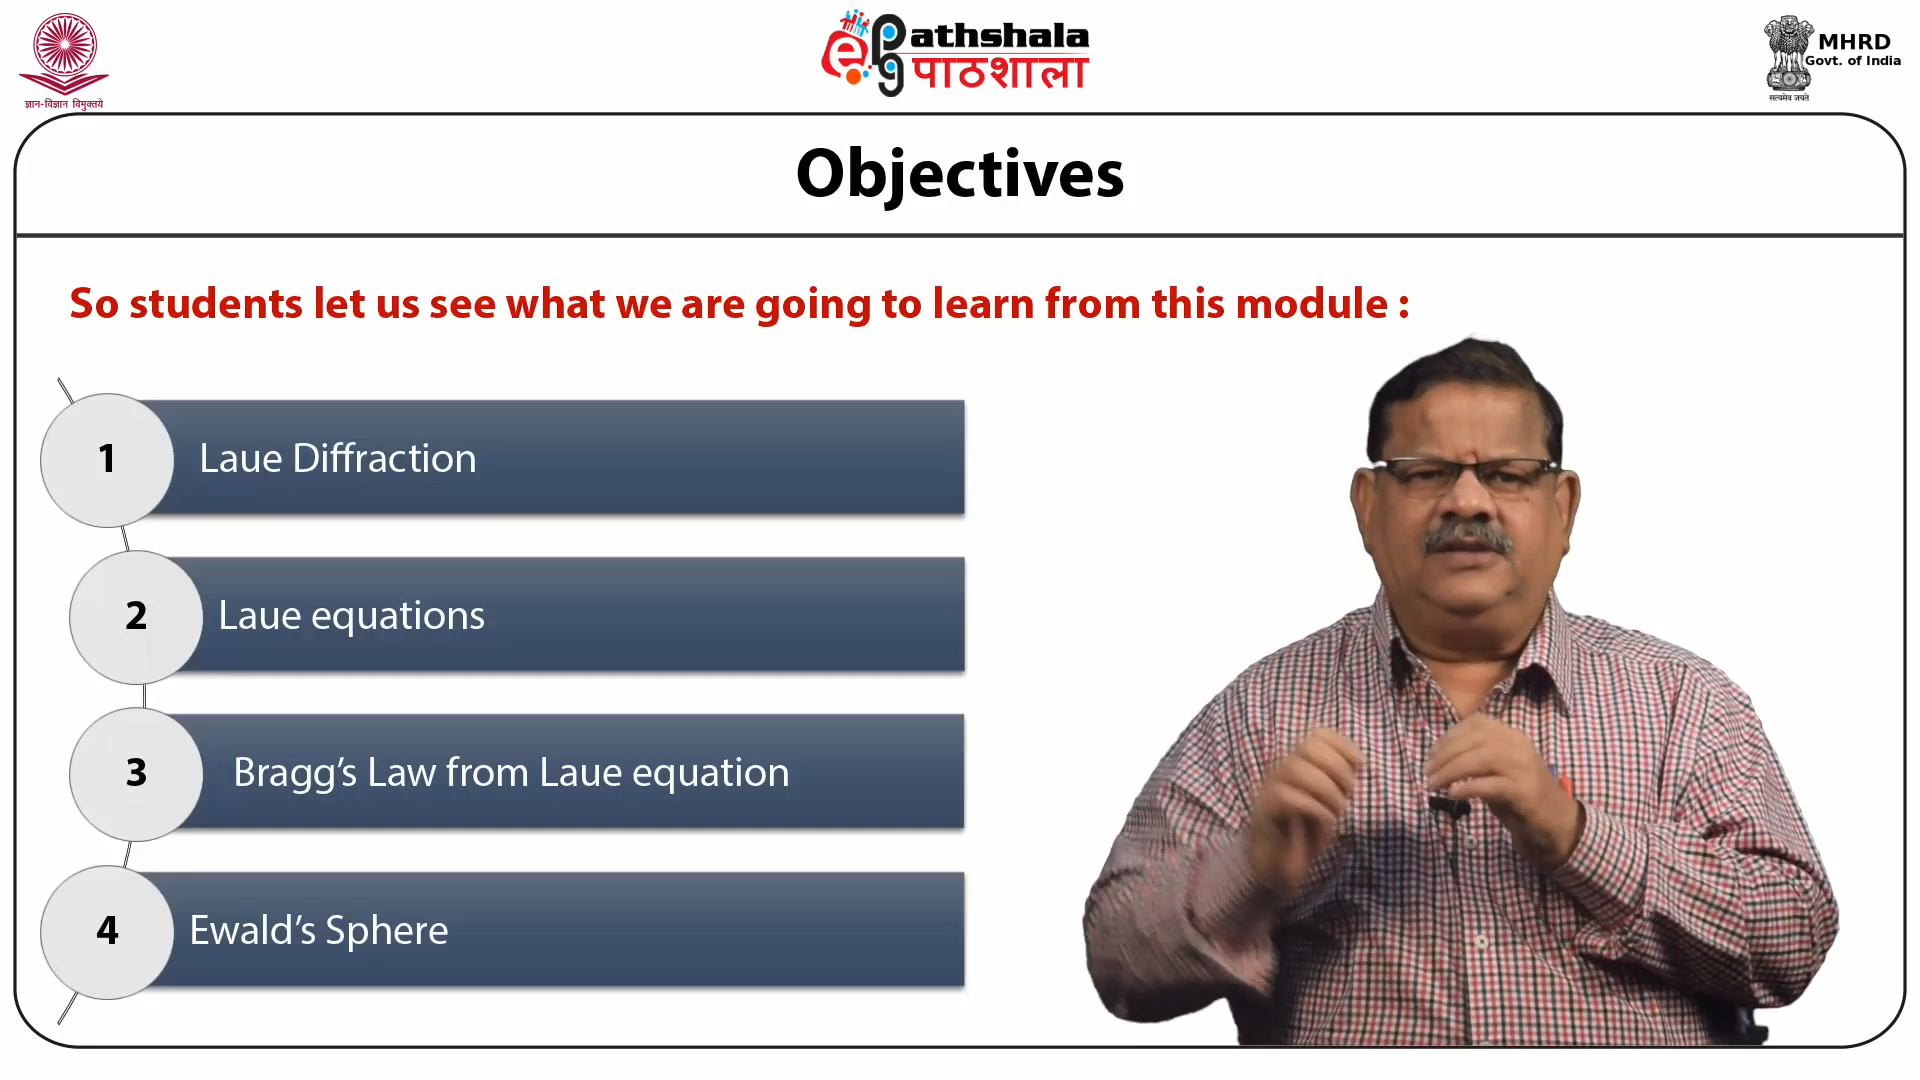 ज्ञान-विज्ञान विमुक्तये
ePathshala
पाठशाला
MHRD
Govt. of India
सत्यमेव जयते
Objectives
So students let us see what we are going to learn from this module :
1 Laue Diffraction
2 Laue equations
3 Bragg’s Law from Laue equation
4 Ewald’s Sphere